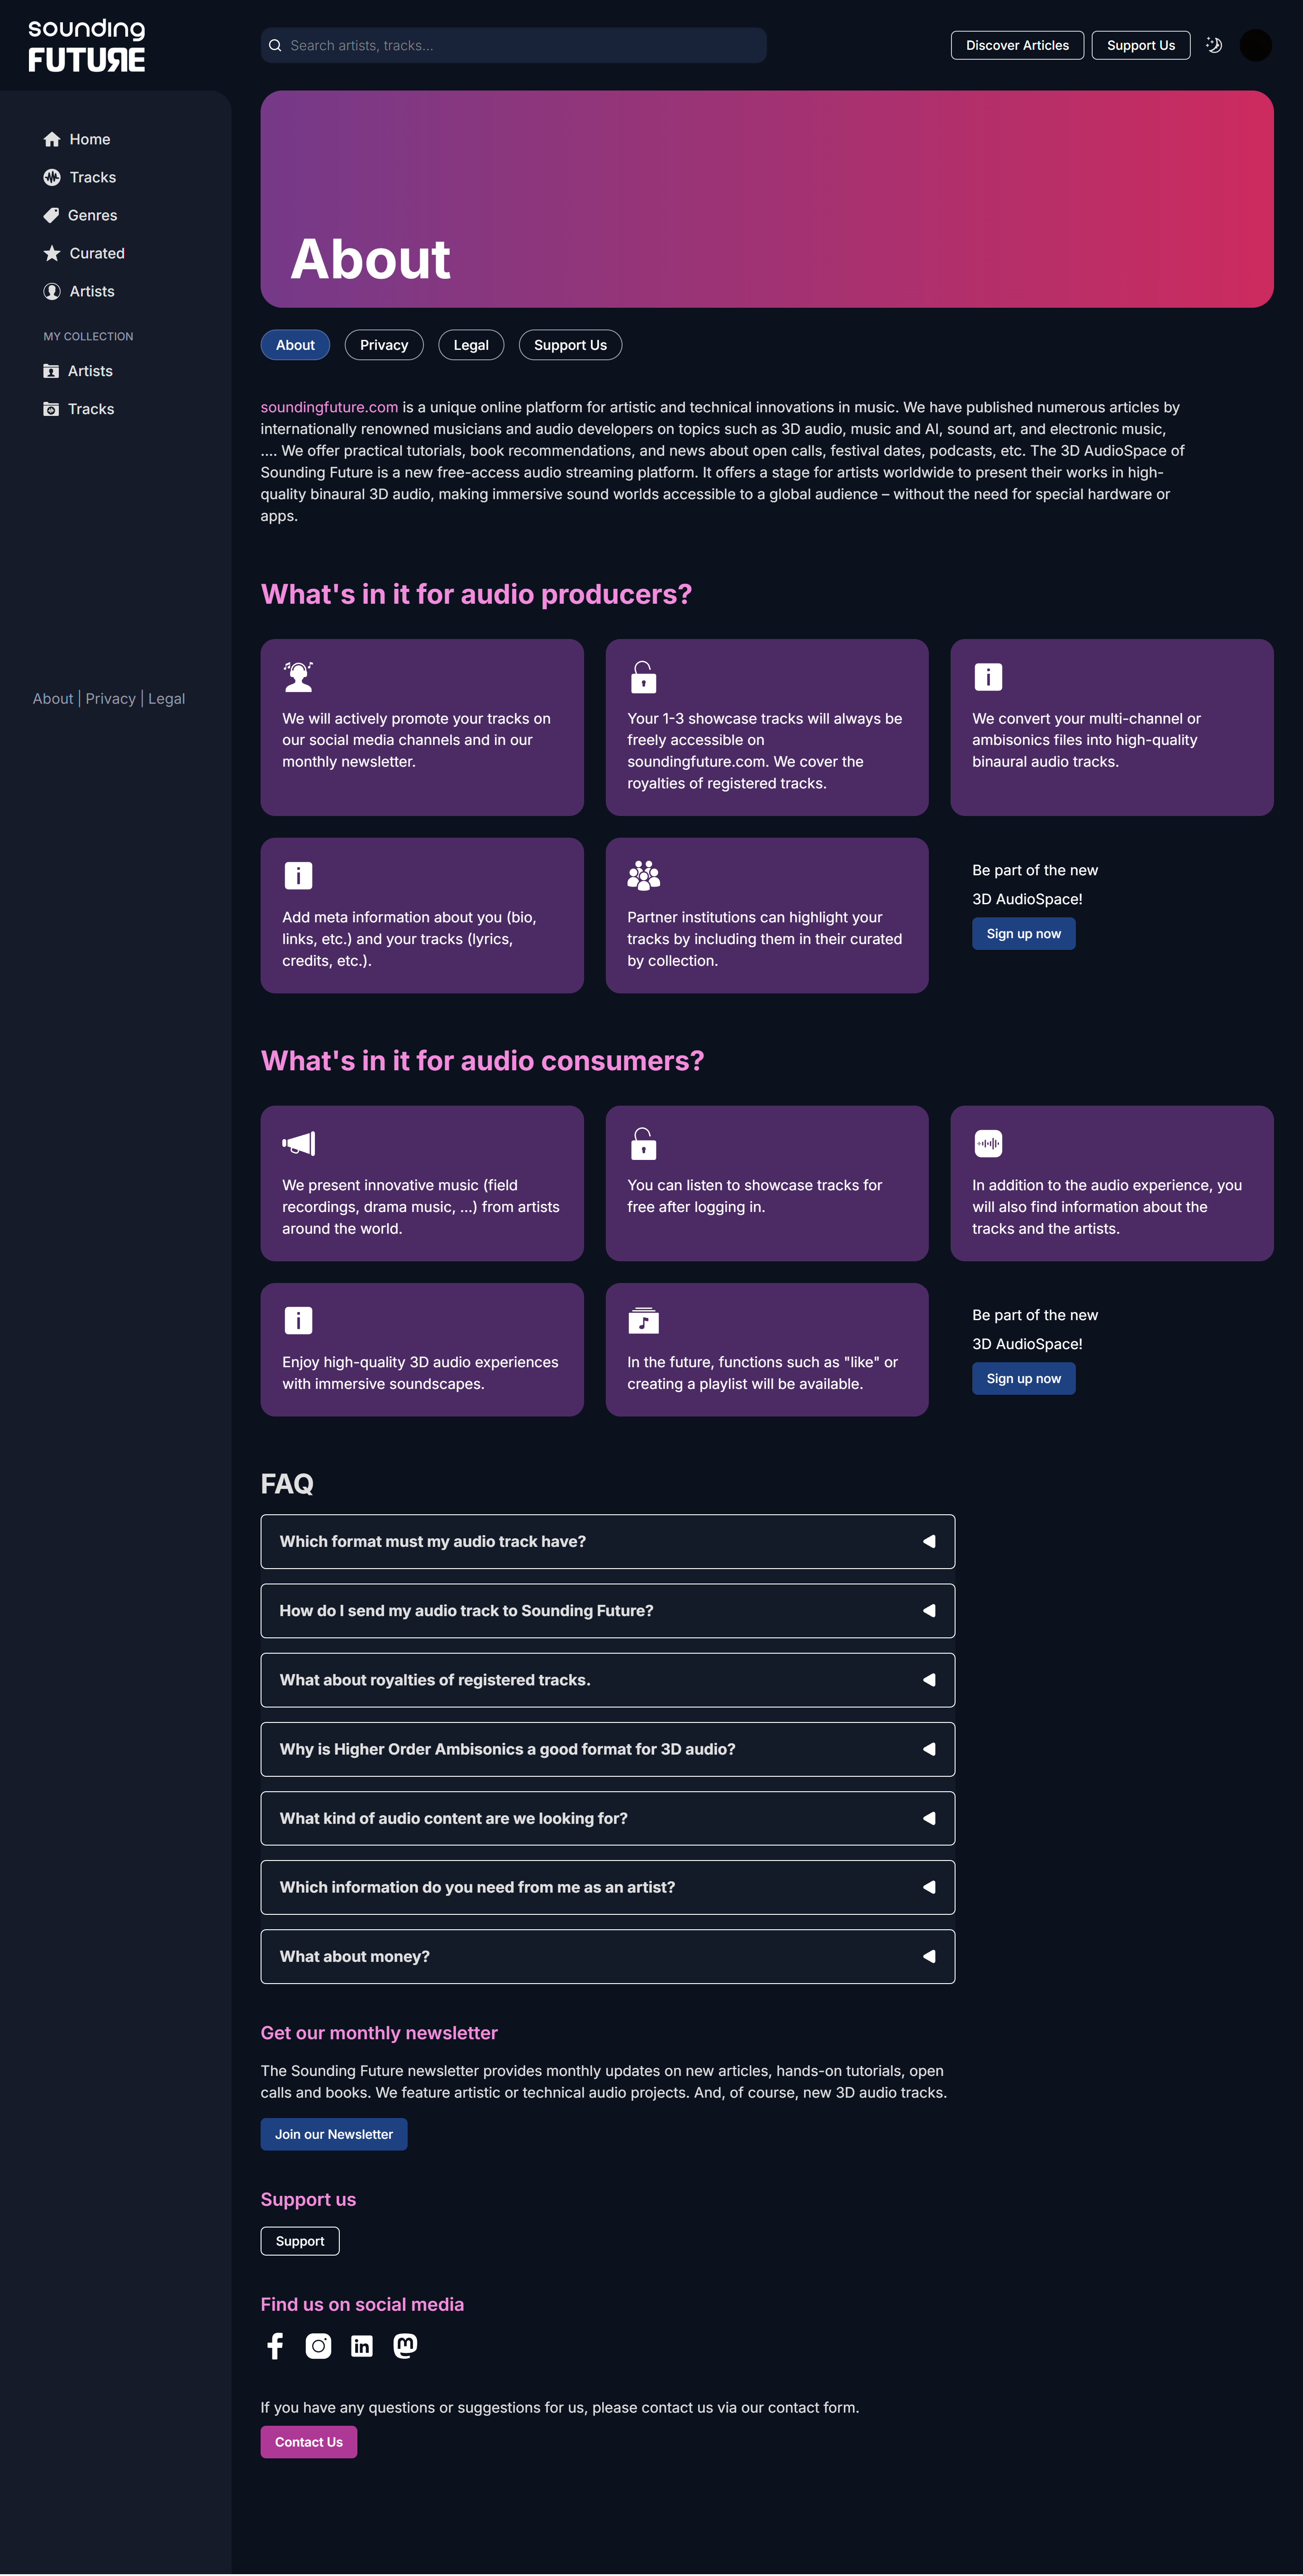 sounding
FUTURE
Search artists, tracks...
Discover Articles
Support Us
Home
Tracks
Genres
Curated
Artists
MY COLLECTION
Artists
Tracks
About | Privacy | Legal
About
About
Privacy
Legal
Support Us
soundingfuture.com is a unique online platform for artistic and technical innovations in music. We have published numerous articles by
internationally renowned musicians and audio developers on topics such as 3D audio, music and AI, sound art, and electronic music,
.... We offer practical tutorials, book recommendations, and news about open calls, festival dates, podcasts, etc. The 3D AudioSpace of
Sounding Future is a new free-access audio streaming platform. It offers a stage for artists worldwide to present their works in high-
quality binaural 3D audio, making immersive sound worlds accessible to a global audience – without the need for special hardware or
apps.
What's in it for audio producers?
We will actively promote your tracks on
our social media channels and in our
monthly newsletter.
Your 1-3 showcase tracks will always be
freely accessible on
soundingfuture.com. We cover the
royalties of registered tracks.
We convert your multi-channel or
ambisonics files into high-quality
binaural audio tracks.
Add meta information about you (bio,
links, etc.) and your tracks (lyrics,
credits, etc.).
Partner institutions can highlight your
tracks by including them in their curated
by collection.
Be part of the new
3D AudioSpace!
Sign up now
What's in it for audio consumers?
We present innovative music (field
recordings, drama music, ...) from artists
around the world.
You can listen to showcase tracks for
free after logging in.
In addition to the audio experience, you
will also find information about the
tracks and the artists.
Enjoy high-quality 3D audio experiences
with immersive soundscapes.
In the future, functions such as "like" or
creating a playlist will be available.
Be part of the new
3D AudioSpace!
Sign up now
FAQ
Which format must my audio track have?
How do I send my audio track to Sounding Future?
What about royalties of registered tracks.
Why is Higher Order Ambisonics a good format for 3D audio?
What kind of audio content are we looking for?
Which information do you need from me as an artist?
What about money?
Get our monthly newsletter
The Sounding Future newsletter provides monthly updates on new articles, hands-on tutorials, open
calls and books. We feature artistic or technical audio projects. And, of course, new 3D audio tracks.
Join our Newsletter
Support us
Support
Find us on social media
If you have any questions or suggestions for us, please contact us via our contact form.
Contact Us